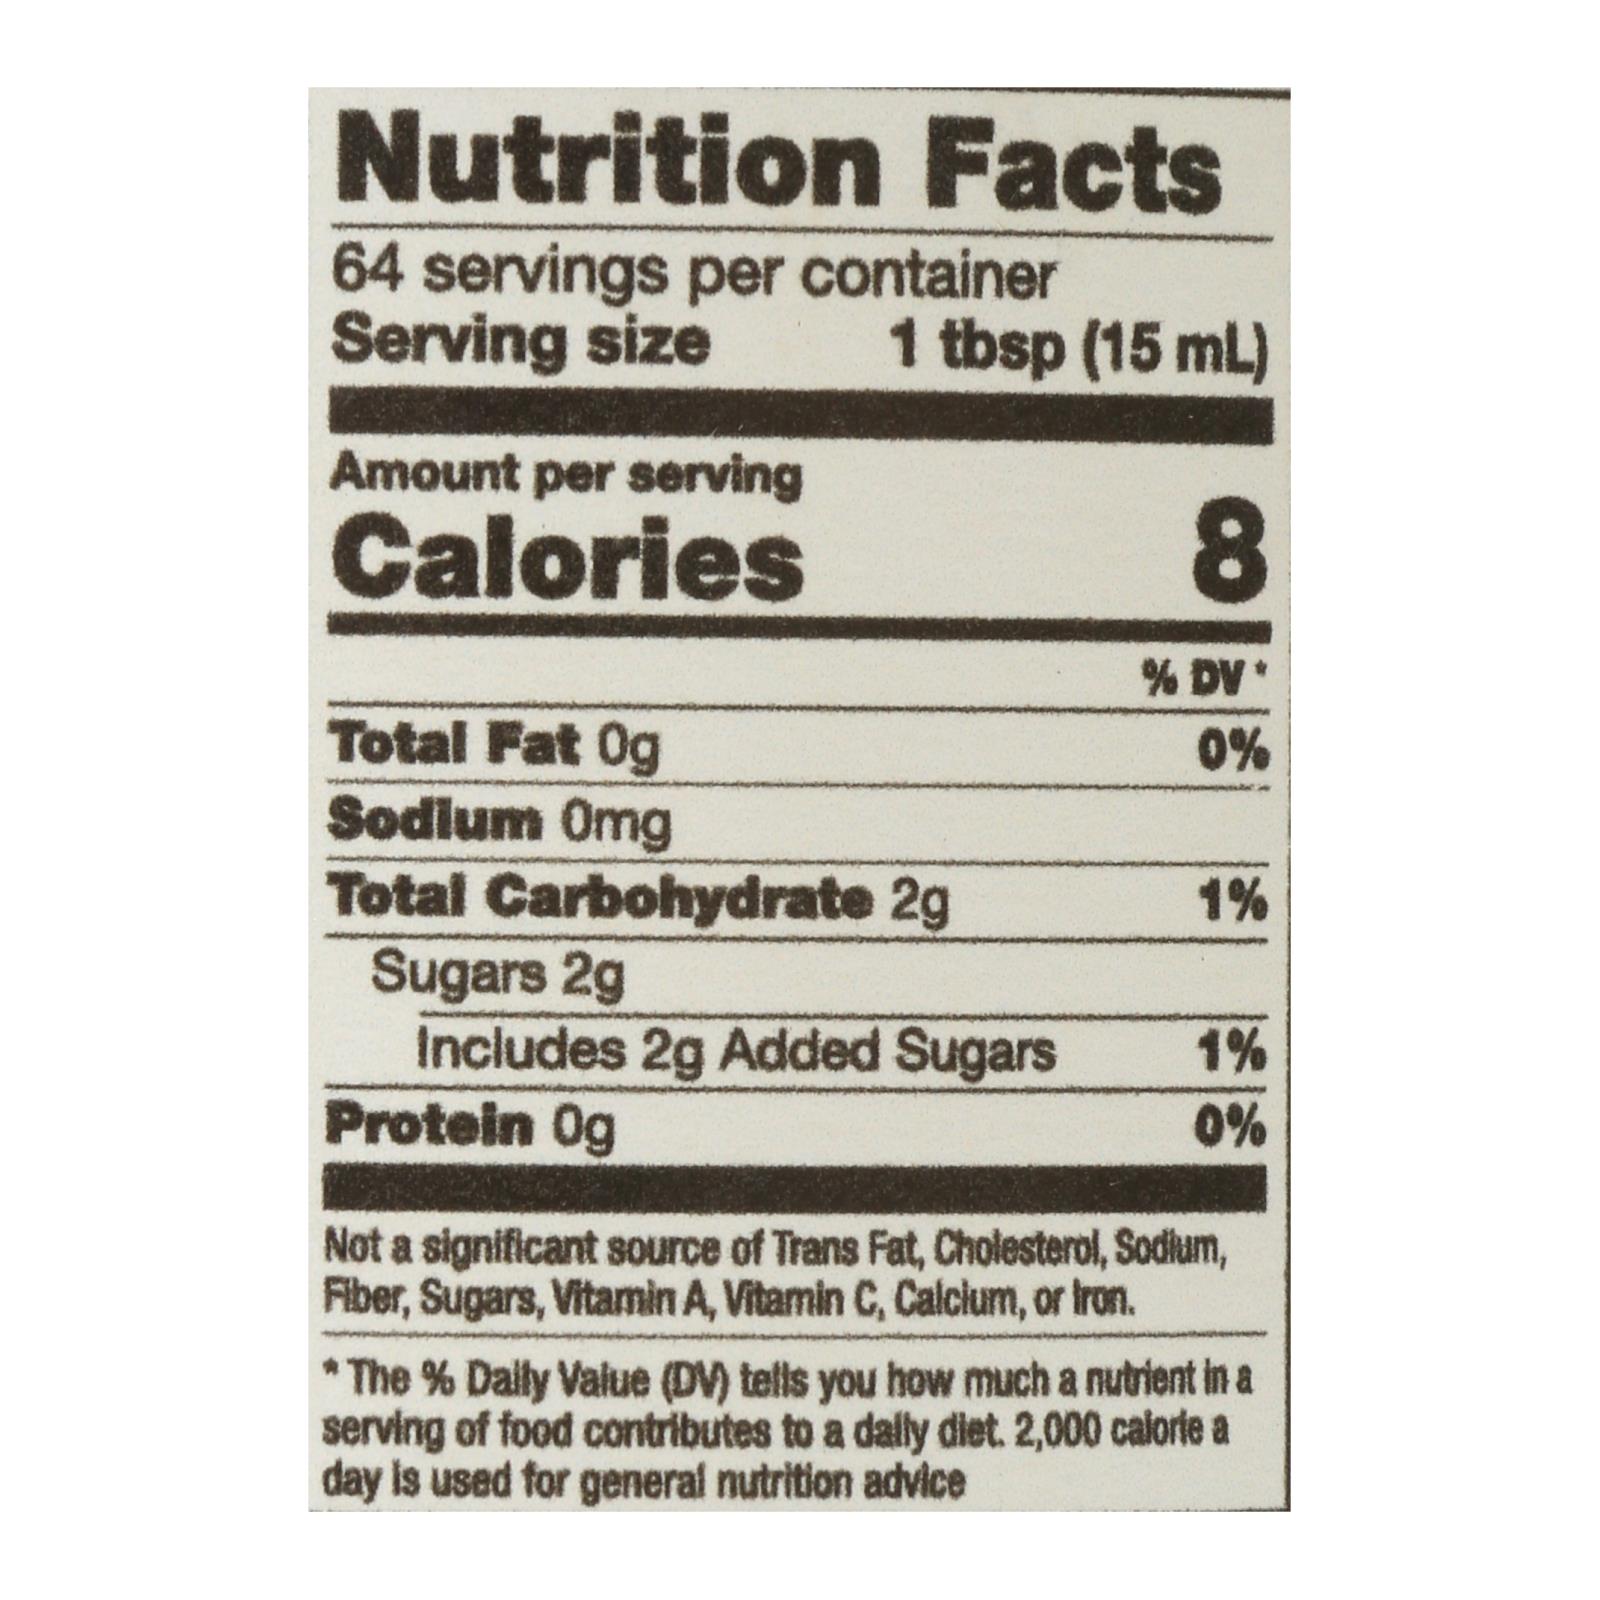 Nutrition Facts
64 servings per container
Serving size 1 tbsp (15 mL)
Amount per serving
Calories 8
% DV *
Total Fat 0g 0%
Sodium 0mg
Total Carbohydrate 2g 1%
Sugars 2g
Includes 2g Added Sugars 1%
Protein 0g 0%
Not a significant source of Trans Fat, Cholesterol, Sodium,
Fiber, Sugars, Vitamin A, Vitamin C, Calcium, or Iron.
* The % Daily Value (DV) tells you how much a nutrient in a
serving of food contributes to a daily diet. 2,000 calorie a
day is used for general nutrition advice